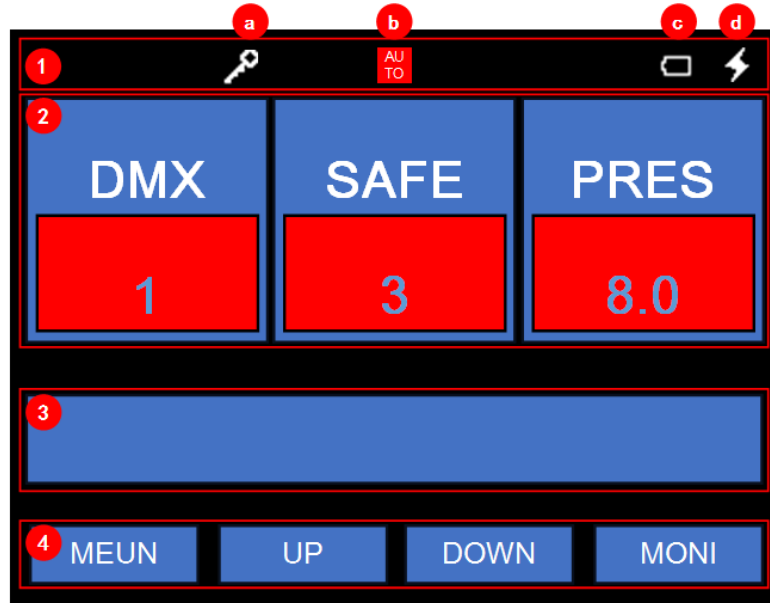 a b c d
1 AU
TO
2
DMX SAFE PRES
1 3 8.0
3
4 MEUN UP DOWN MONI